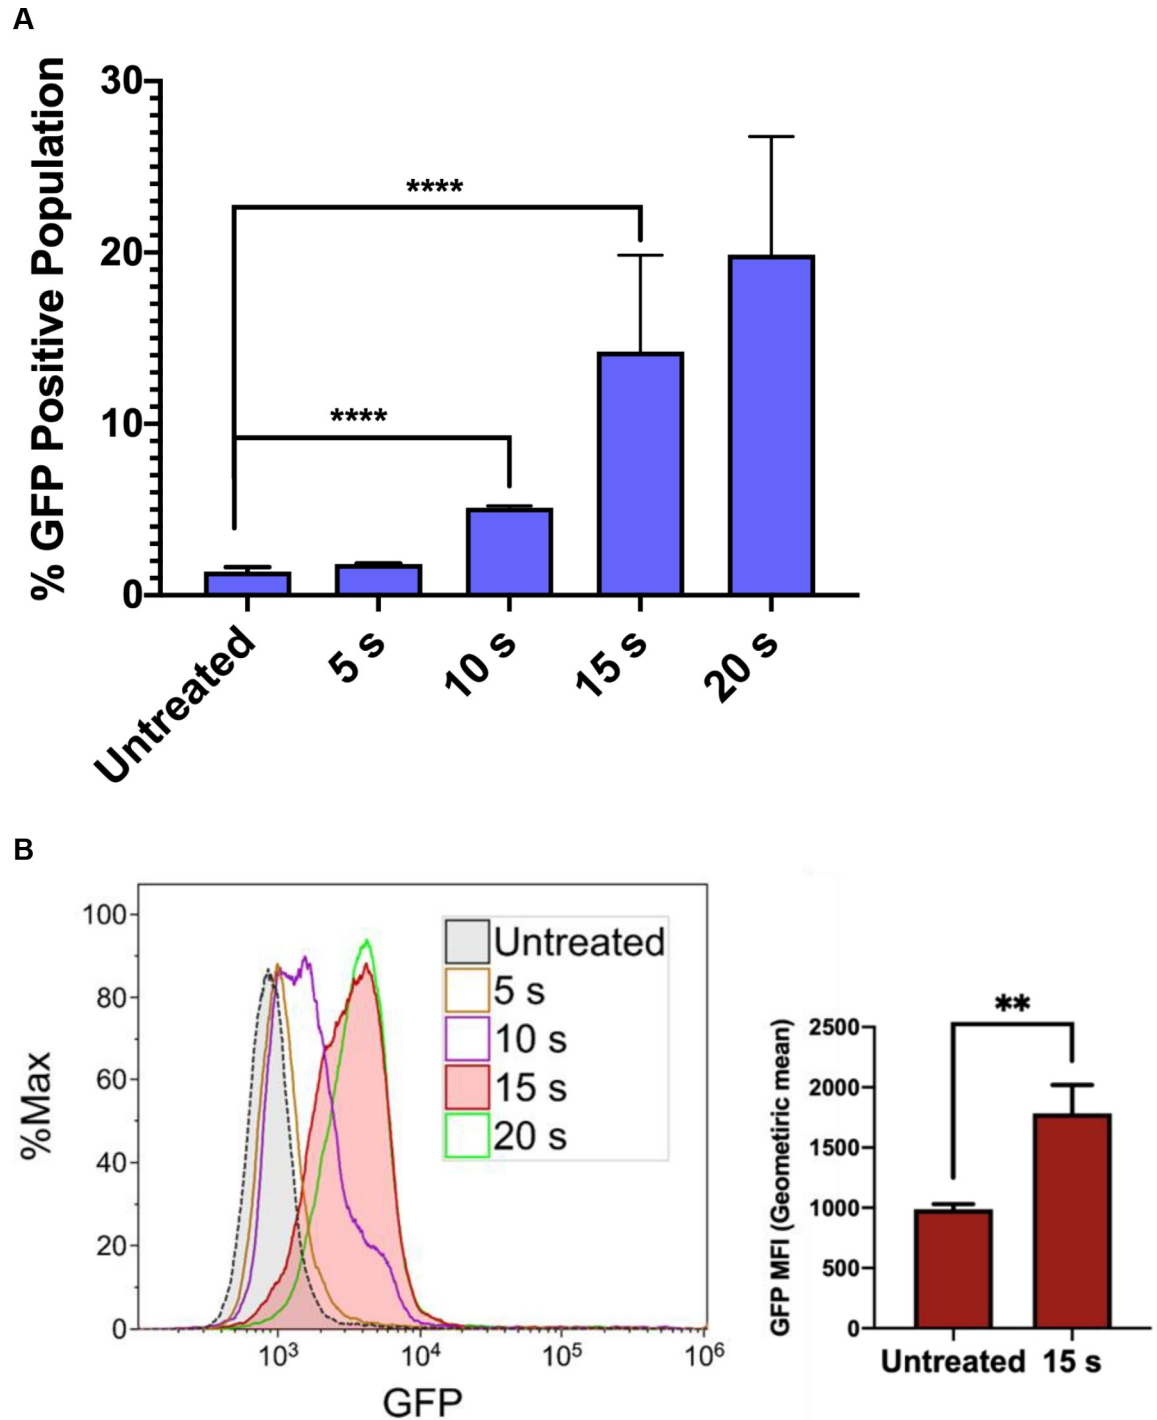 A
% GFP Positive Population
30
20
10
0
****
****
Untreated
5 s
10 s
15 s
20 s
B
%Max
100
80
60
40
20
0
Untreated
5 s
10 s
15 s
20 s
10³
10⁴
10⁵
10⁶
GFP
GFP MFI (Geometiric mean)
2500
2000
1500
1000
500
0
**
Untreated
15 s